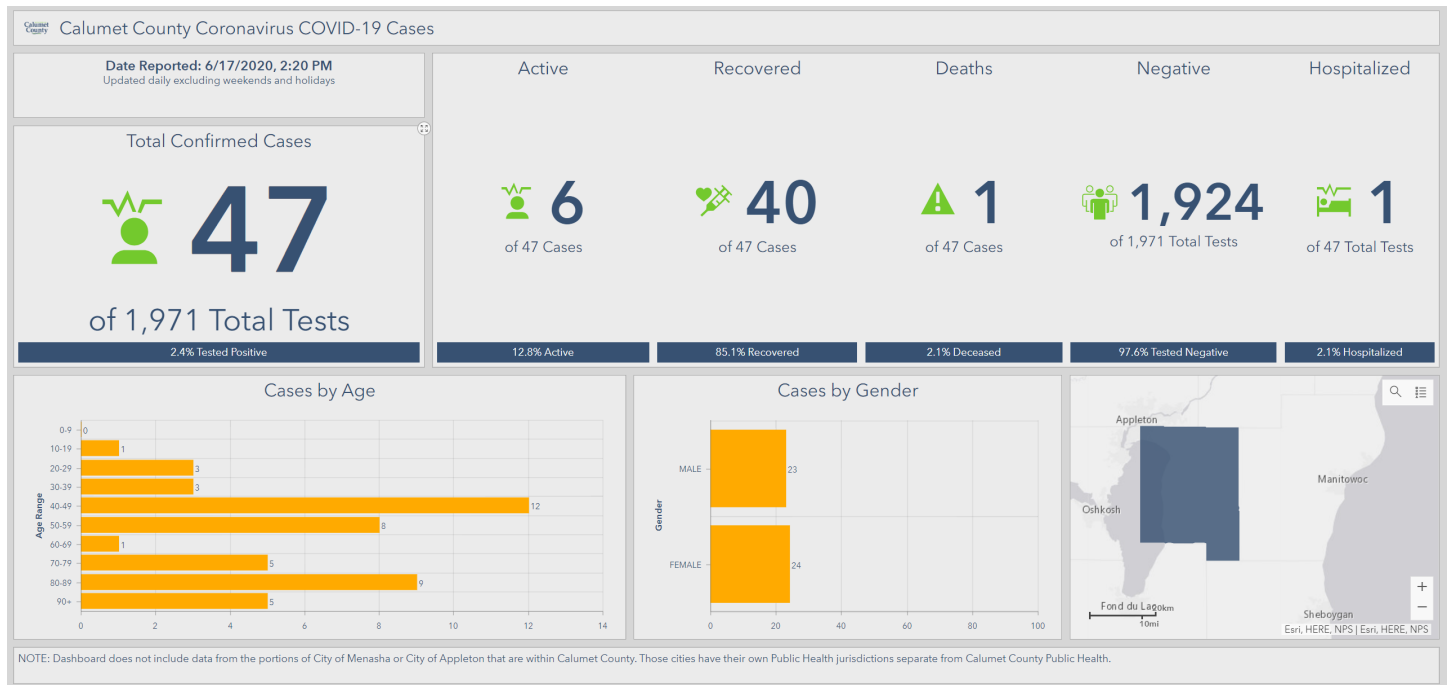 Calumet
County
Calumet County Coronavirus COVID-19 Cases
Date Reported: 6/17/2020, 2:20 PM
Updated daily excluding weekends and holidays
Total Confirmed Cases
47
of 1,971 Total Tests
2.4% Tested Positive
Active
6
of 47 Cases
12.8% Active
Recovered
40
of 47 Cases
85.1% Recovered
Deaths
1
of 47 Cases
2.1% Deceased
Negative
1,924
of 1,971 Total Tests
97.6% Tested Negative
Hospitalized
1
of 47 Total Tests
2.1% Hospitalized
Cases by Age
Age Range
0-9 0
10-19 1
20-29 3
30-39 3
40-49 12
50-59 8
60-69 1
70-79 5
80-89 9
90+ 5
0 2 4 6 8 10 12 14
Cases by Gender
Gender
MALE 23
FEMALE 24
0 20 40 60 80 100
Appleton
Manitowoc
Oshkosh
Fond du Lac
20km
10mi
Sheboygan
+
−
Esri, HERE, NPS | Esri, HERE, NPS
NOTE: Dashboard does not include data from the portions of City of Menasha or City of Appleton that are within Calumet County. Those cities have their own Public Health jurisdictions separate from Calumet County Public Health.